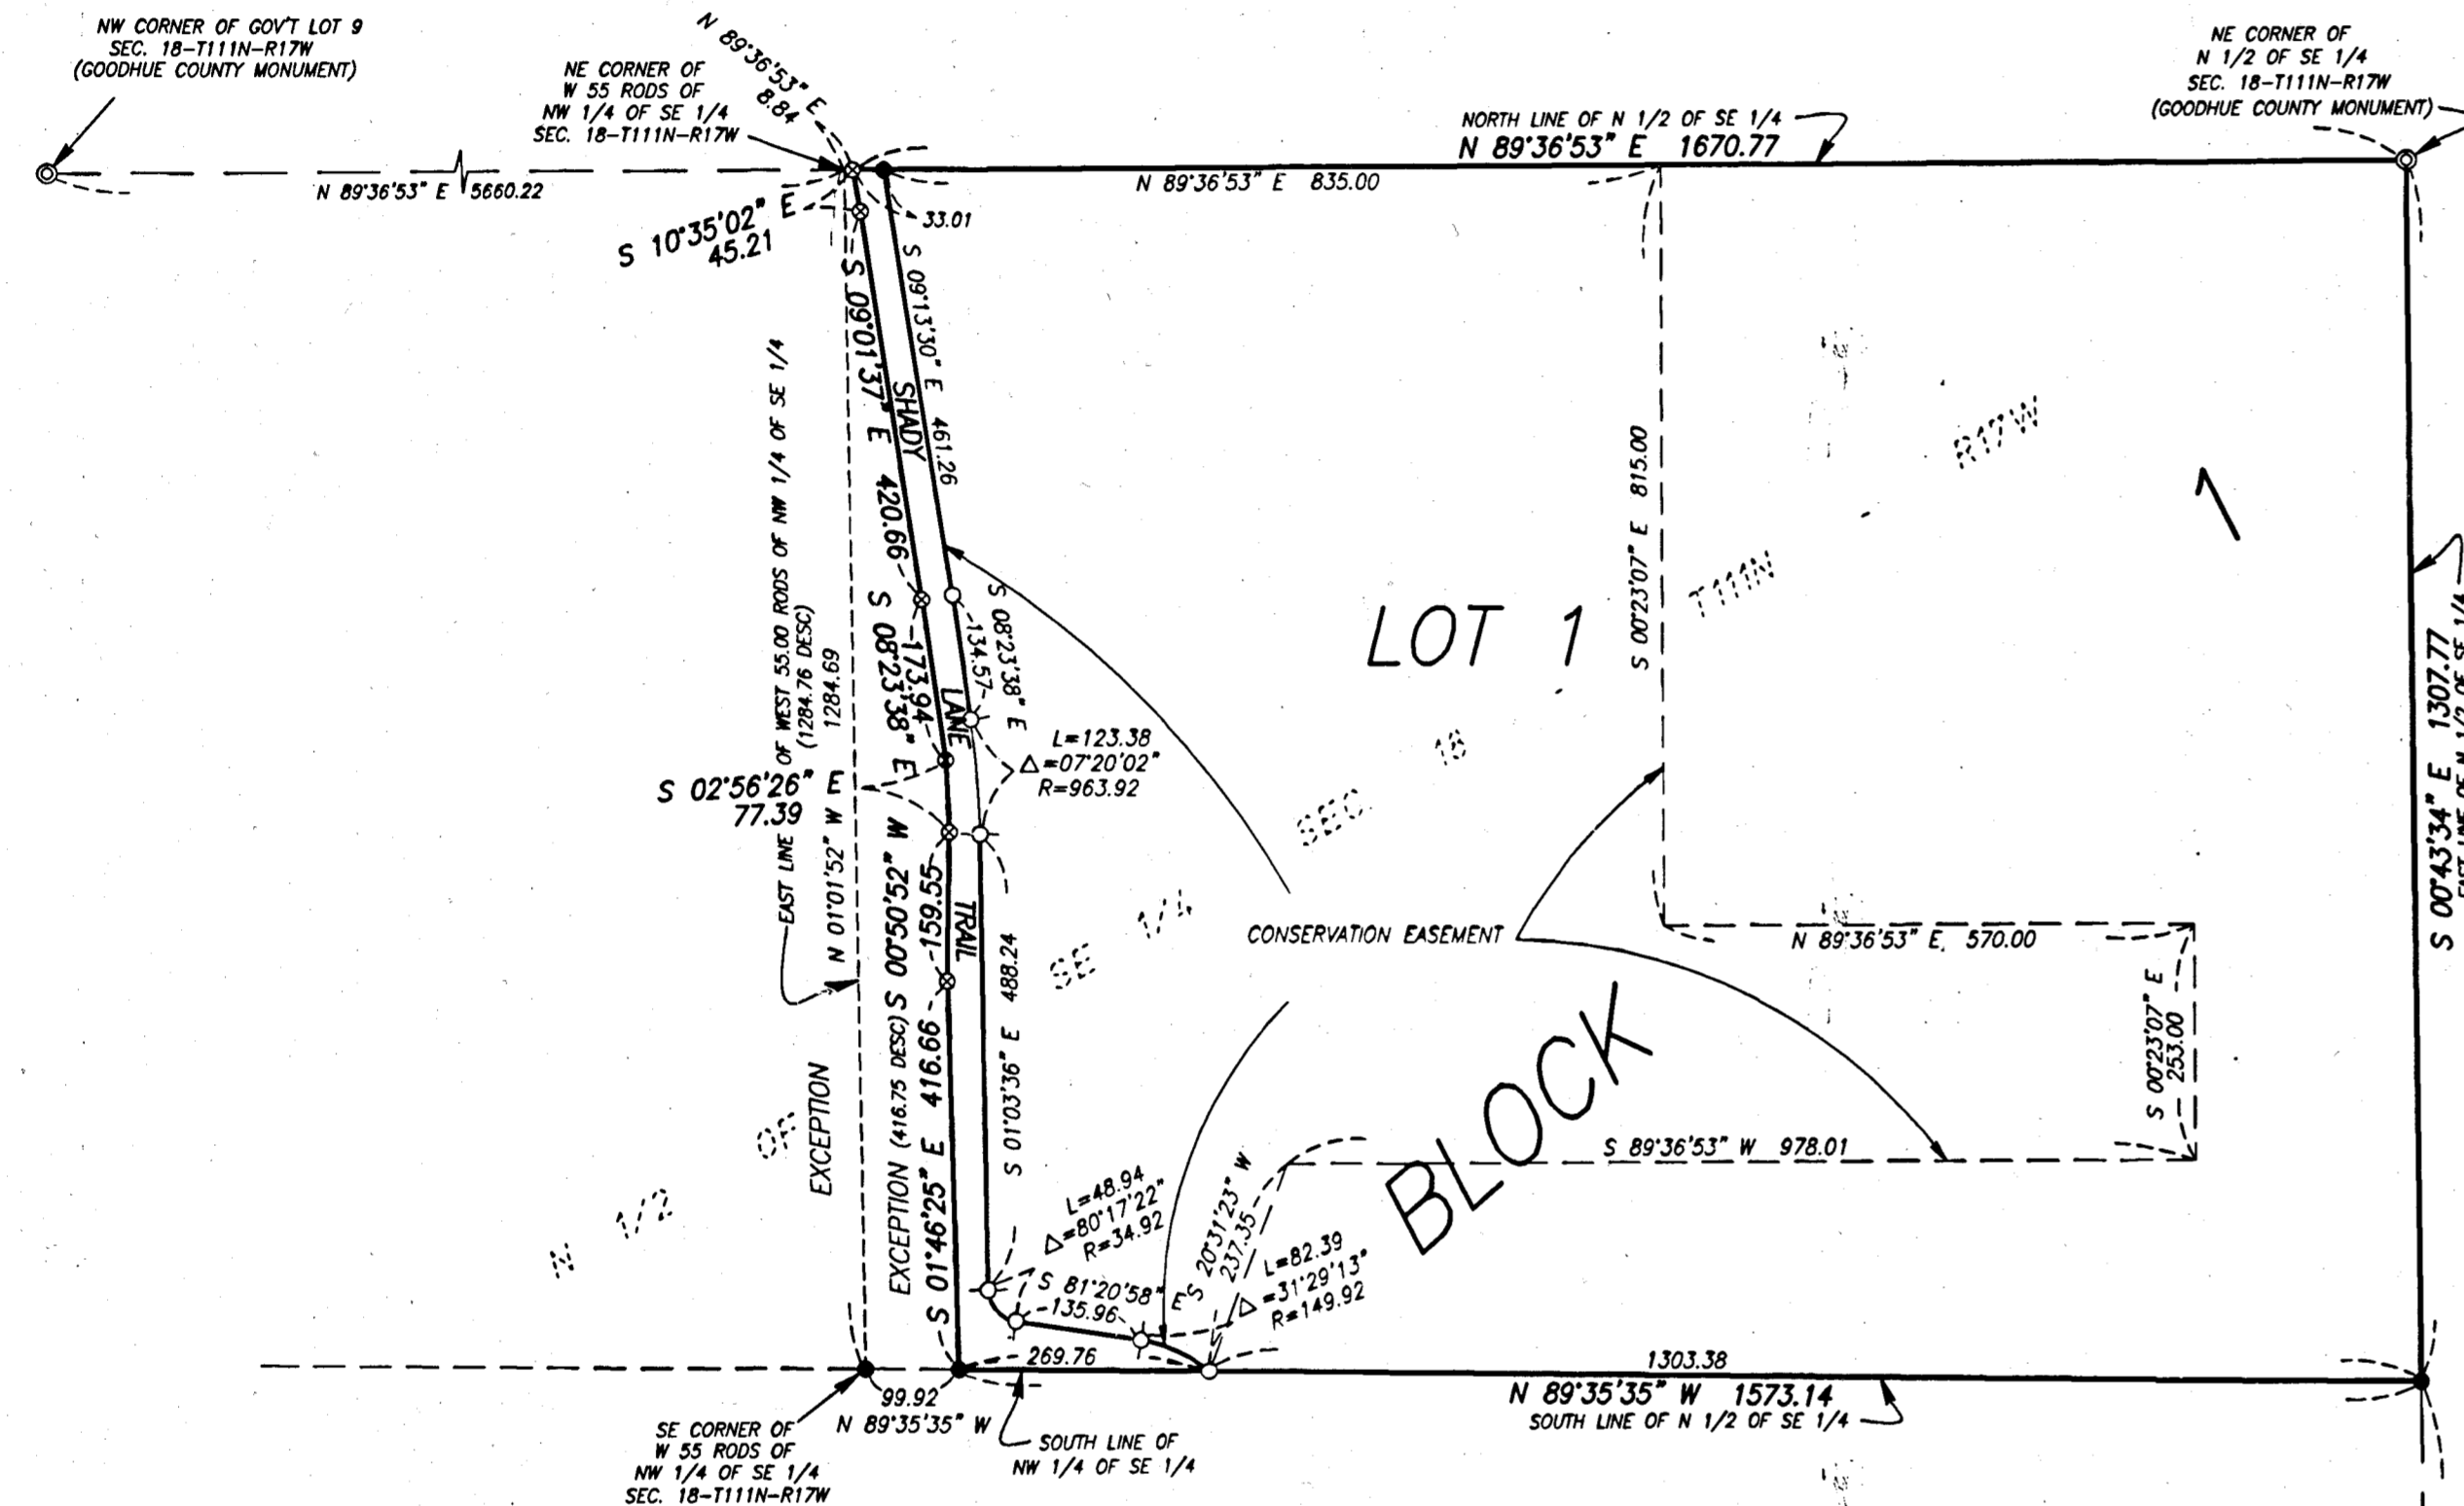 NW CORNER OF GOV'T LOT 9
SEC. 18-T111N-R17W
(GOODHUE COUNTY MONUMENT)
NE CORNER OF
W 55 RODS OF
NW 1/4 OF SE 1/4
SEC. 18-T111N-R17W
N 89°36'53" E
8.84
NORTH LINE OF N 1/2 OF SE 1/4
N 89°36'53" E 1670.77
NE CORNER OF
N 1/2 OF SE 1/4
SEC. 18-T111N-R17W
(GOODHUE COUNTY MONUMENT)
N 89°36'53" E 5660.22
N 89°36'53" E 835.00
S 10°35'02" E
45.21
33.01
S 09°01'37" E 420.66
SHADY
S 09°13'30" E 461.26
EAST LINE OF WEST 55.00 RODS OF NW 1/4 OF SE 1/4
(1284.76 DESC)
1284.69
N 01°01'52" W
173.94
S 08°23'38" E
LANE
134.57
S 08°23'38" E
L=123.38
Δ=07°20'02"
R=963.92
S 02°56'26" E
77.39
LOT 1
S 00°23'07" E 815.00
T111N
R17W
1
S 00°43'34" E 1307.77
EAST LINE OF N 1/2 OF SE 1/4
SEC. 18
SE 1/4
S 00°50'52" W
159.55
TRAIL
CONSERVATION EASEMENT
N 89°36'53" E 570.00
S 00°23'07" E
253.00
EXCEPTION
EXCEPTION (416.75 DESC)
S 01°46'25" E 416.66
S 01°03'36" E 488.24
OF
N 1/2
BLOCK
S 89°36'53" W 978.01
L=48.94
Δ=80°17'22"
R=34.92
S 20°31'23" W
237.35
S 81°20'58" E
135.96
L=82.39
Δ=31°29'13"
R=149.92
269.76
1303.38
99.92
N 89°35'35" W
N 89°35'35" W 1573.14
SOUTH LINE OF N 1/2 OF SE 1/4
SE CORNER OF
W 55 RODS OF
NW 1/4 OF SE 1/4
SEC. 18-T111N-R17W
SOUTH LINE OF
NW 1/4 OF SE 1/4